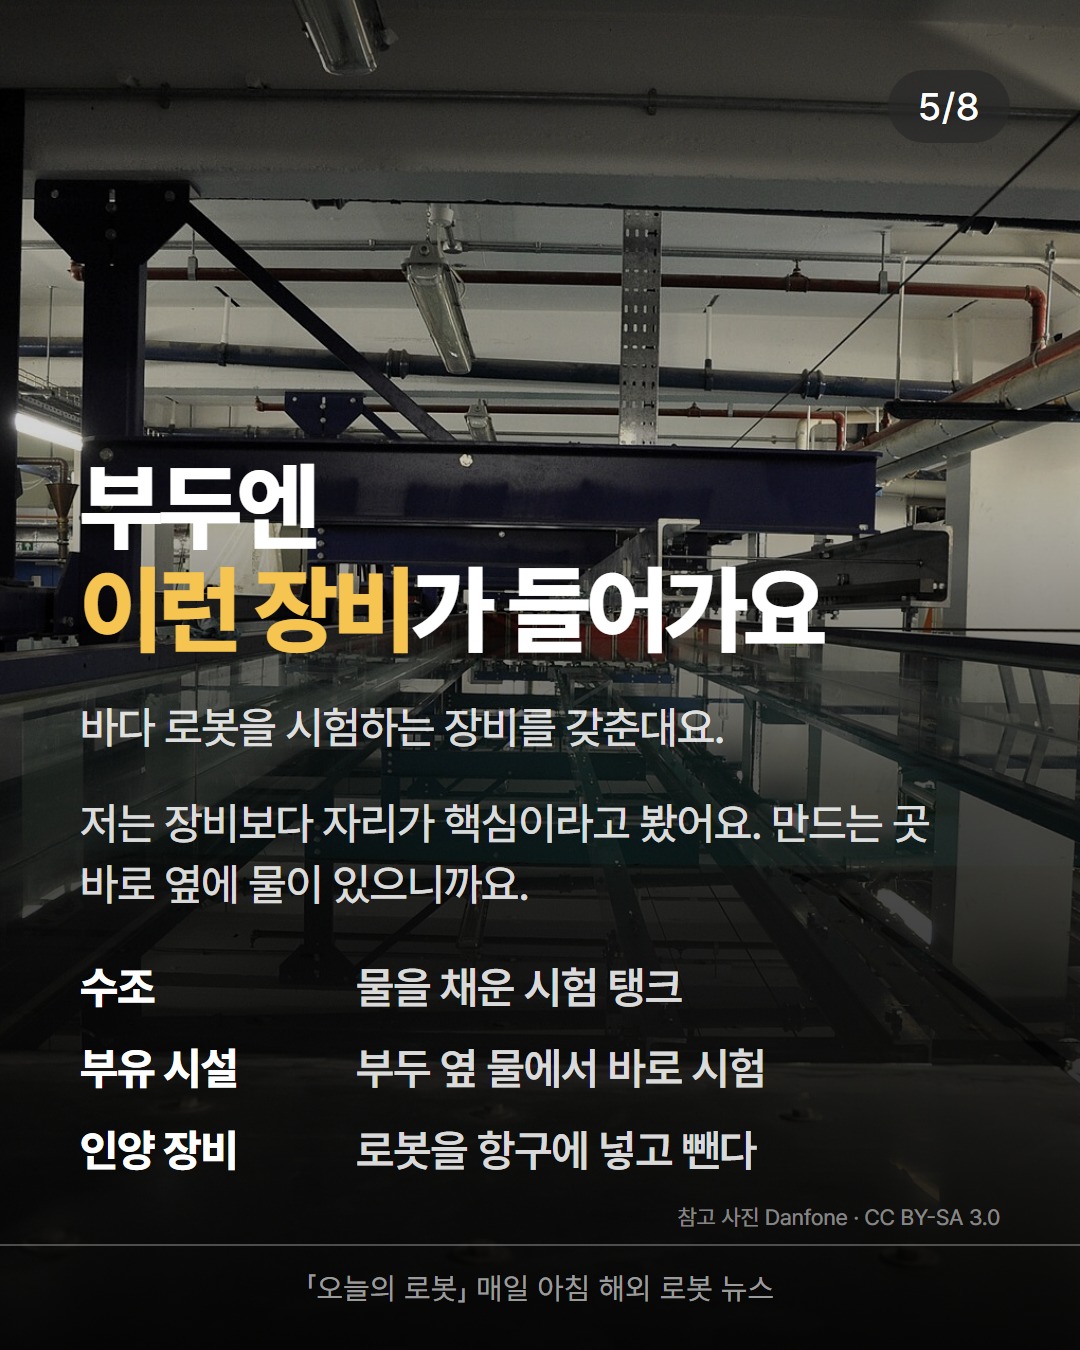 5/8
부두엔
이런 장비가 들어가요
바다 로봇을 시험하는 장비를 갖춘대요.
저는 장비보다 자리가 핵심이라고 봤어요. 만드는 곳
바로 옆에 물이 있으니까요.
수조 물을 채운 시험 탱크
부유 시설 부두 옆 물에서 바로 시험
인양 장비 로봇을 항구에 넣고 뺀다
참고 사진 Danfone · CC BY-SA 3.0
「오늘의 로봇」 매일 아침 해외 로봇 뉴스